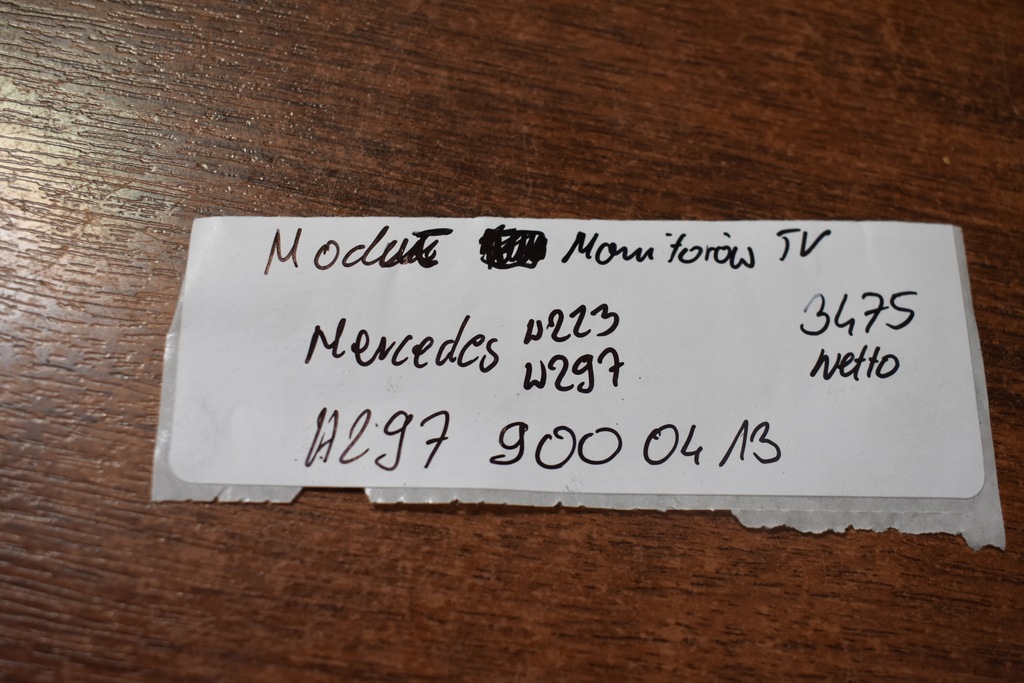 Moduł Monitorów TV
Mercedes W223
W297
3475
netto
A297 900 04 13